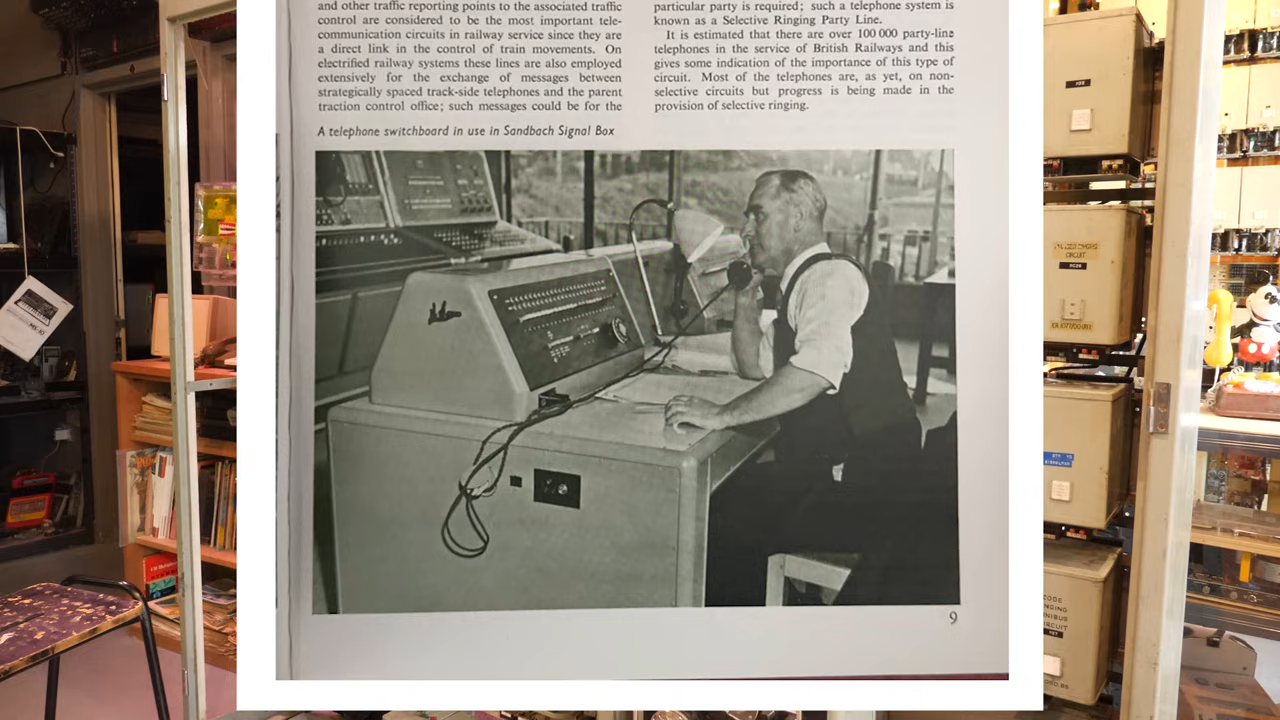 and other traffic reporting points to the associated traffic
control are considered to be the most important tele-
communication circuits in railway service since they are
a direct link in the control of train movements. On
electrified railway systems these lines are also employed
extensively for the exchange of messages between
strategically spaced track-side telephones and the parent
traction control office; such messages could be for the
particular party is required; such a telephone system is
known as a Selective Ringing Party Line.
It is estimated that there are over 100 000 party-line
telephones in the service of British Railways and this
gives some indication of the importance of this type of
circuit. Most of the telephones are, as yet, on non-
selective circuits but progress is being made in the
provision of selective ringing.
A telephone switchboard in use in Sandbach Signal Box
9
CIRCUIT
CODE